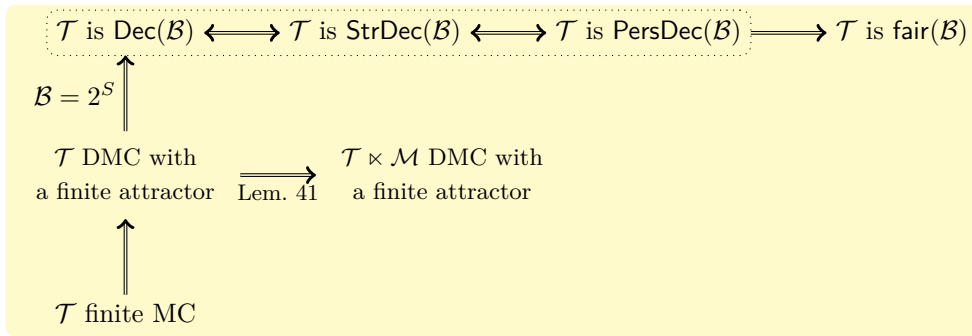 𝒯 is Dec(ℬ) ⟺ 𝒯 is StrDec(ℬ) ⟺ 𝒯 is PersDec(ℬ) ⟹ 𝒯 is fair(ℬ)
ℬ = 2^S
𝒯 DMC with
a finite attractor
Lem. 41
𝒯 ⋉ ℳ DMC with
a finite attractor
𝒯 finite MC